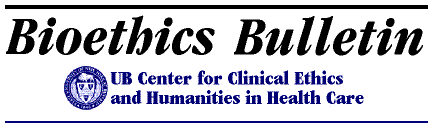 Bioethics Bulletin
UB Center for Clinical Ethics
and Humanities in Health Care